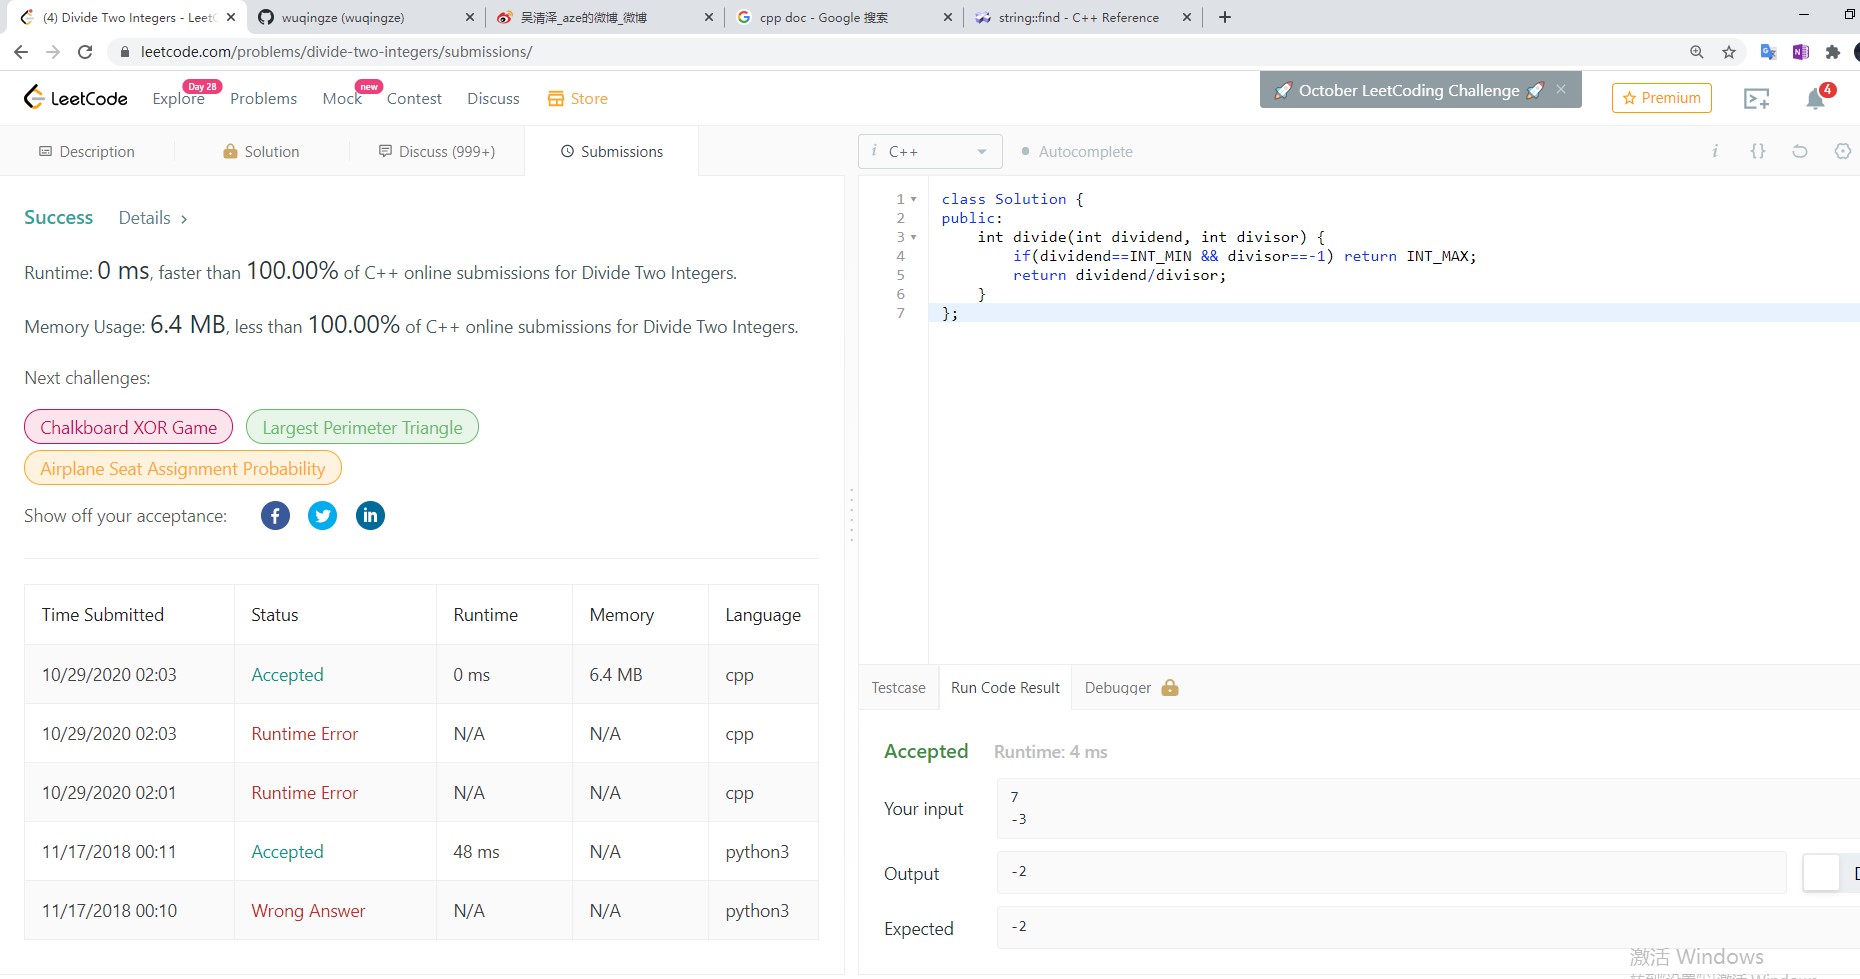 (4) Divide Two Integers - LeetC
wuqingze (wuqingze)
吴清泽_aze的微博_微博
cpp doc - Google 搜索
string::find - C++ Reference
leetcode.com/problems/divide-two-integers/submissions/
LeetCode
Explore
Day 28
Problems
Mock
new
Contest
Discuss
Store
🚀 October LeetCoding Challenge 🚀
Premium
4
Description
Solution
Discuss (999+)
Submissions
i C++
Autocomplete
i {}
Success Details >
Runtime: 0 ms, faster than 100.00% of C++ online submissions for Divide Two Integers.
Memory Usage: 6.4 MB, less than 100.00% of C++ online submissions for Divide Two Integers.
Next challenges:
Chalkboard XOR Game
Largest Perimeter Triangle
Airplane Seat Assignment Probability
Show off your acceptance:
Time Submitted Status Runtime Memory Language
10/29/2020 02:03 Accepted 0 ms 6.4 MB cpp
10/29/2020 02:03 Runtime Error N/A N/A cpp
10/29/2020 02:01 Runtime Error N/A N/A cpp
11/17/2018 00:11 Accepted 48 ms N/A python3
11/17/2018 00:10 Wrong Answer N/A N/A python3
1 class Solution {
2 public:
3     int divide(int dividend, int divisor) {
4         if(dividend==INT_MIN && divisor==-1) return INT_MAX;
5         return dividend/divisor;
6     }
7 };
Testcase
Run Code Result
Debugger
Accepted Runtime: 4 ms
Your input
7
-3
Output
-2
Expected
-2
激活 Windows